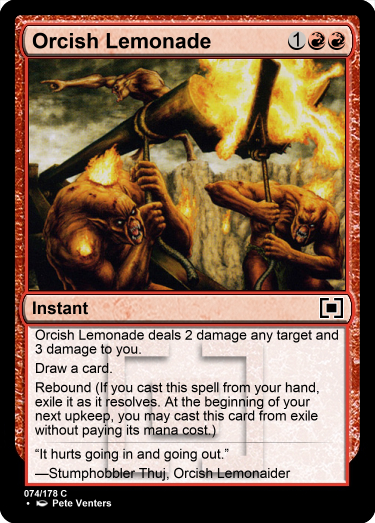 Orcish Lemonade 1
Instant
Orcish Lemonade deals 2 damage any target and
3 damage to you.
Draw a card.
Rebound (If you cast this spell from your hand,
exile it as it resolves. At the beginning of your
next upkeep, you may cast this card from exile
without paying its mana cost.)
“It hurts going in and going out.”
—Stumphobbler Thuj, Orcish Lemonaider
074/178 C
• Pete Venters